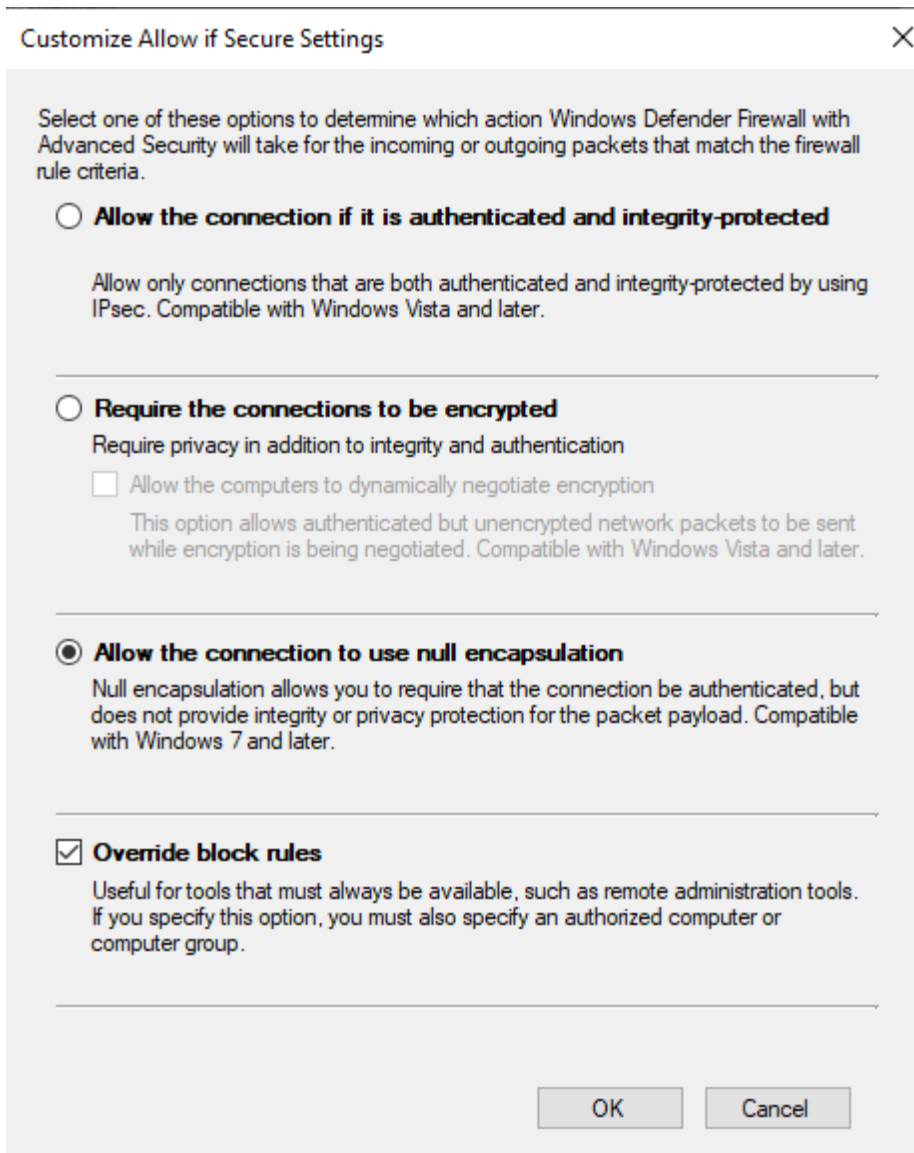 Customize Allow if Secure Settings
Select one of these options to determine which action Windows Defender Firewall with
Advanced Security will take for the incoming or outgoing packets that match the firewall
rule criteria.
Allow the connection if it is authenticated and integrity-protected
Allow only connections that are both authenticated and integrity-protected by using
IPsec. Compatible with Windows Vista and later.
Require the connections to be encrypted
Require privacy in addition to integrity and authentication
Allow the computers to dynamically negotiate encryption
This option allows authenticated but unencrypted network packets to be sent
while encryption is being negotiated. Compatible with Windows Vista and later.
Allow the connection to use null encapsulation
Null encapsulation allows you to require that the connection be authenticated, but
does not provide integrity or privacy protection for the packet payload. Compatible
with Windows 7 and later.
Override block rules
Useful for tools that must always be available, such as remote administration tools.
If you specify this option, you must also specify an authorized computer or
computer group.
OK
Cancel